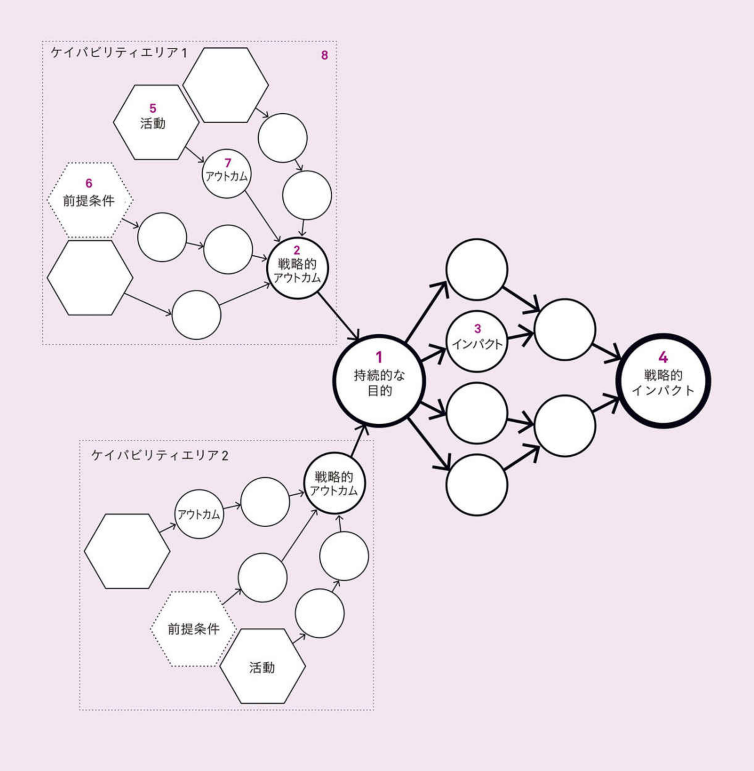 ケイパビリティエリア1
8
5
活動
7
アウトカム
6
前提条件
2
戦略的
アウトカム
1
持続的な
目的
3
インパクト
4
戦略的
インパクト
ケイパビリティエリア2
戦略的
アウトカム
アウトカム
前提条件
活動